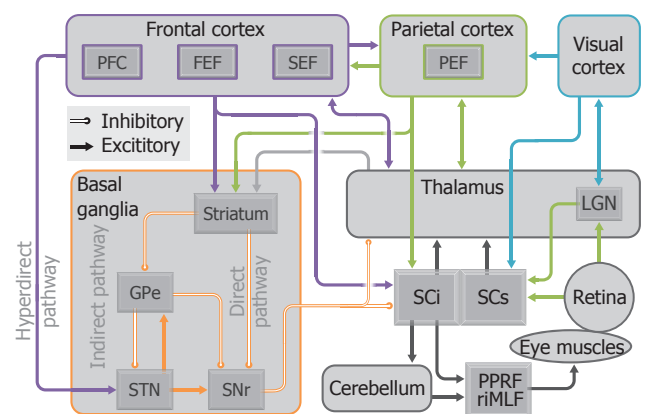 Frontal cortex
PFC
FEF
SEF
Parietal cortex
PEF
Visual
cortex
Inhibitory
Excititory
Basal
ganglia
Striatum
Thalamus
LGN
Hyperdirect
pathway
Indirect pathway
Direct
pathway
GPe
SCi
SCs
Retina
Eye muscles
STN
SNr
Cerebellum
PPRF
riMLF